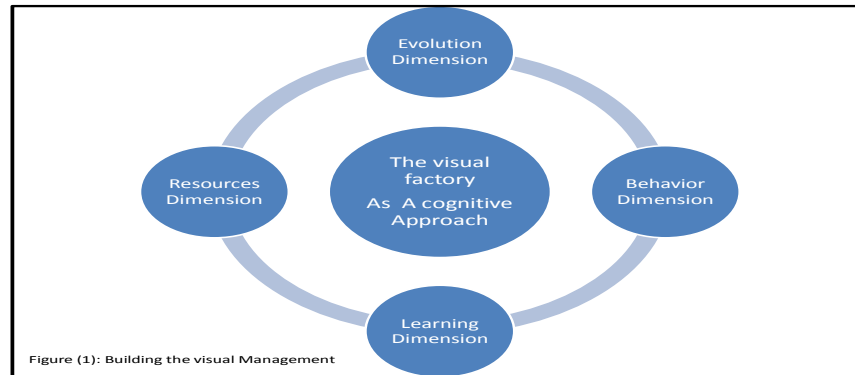 Evolution
Dimension
The visual
factory
As A cognitive
Approach
Resources
Dimension
Behavior
Dimension
Learning
Dimension
Figure (1): Building the visual Management